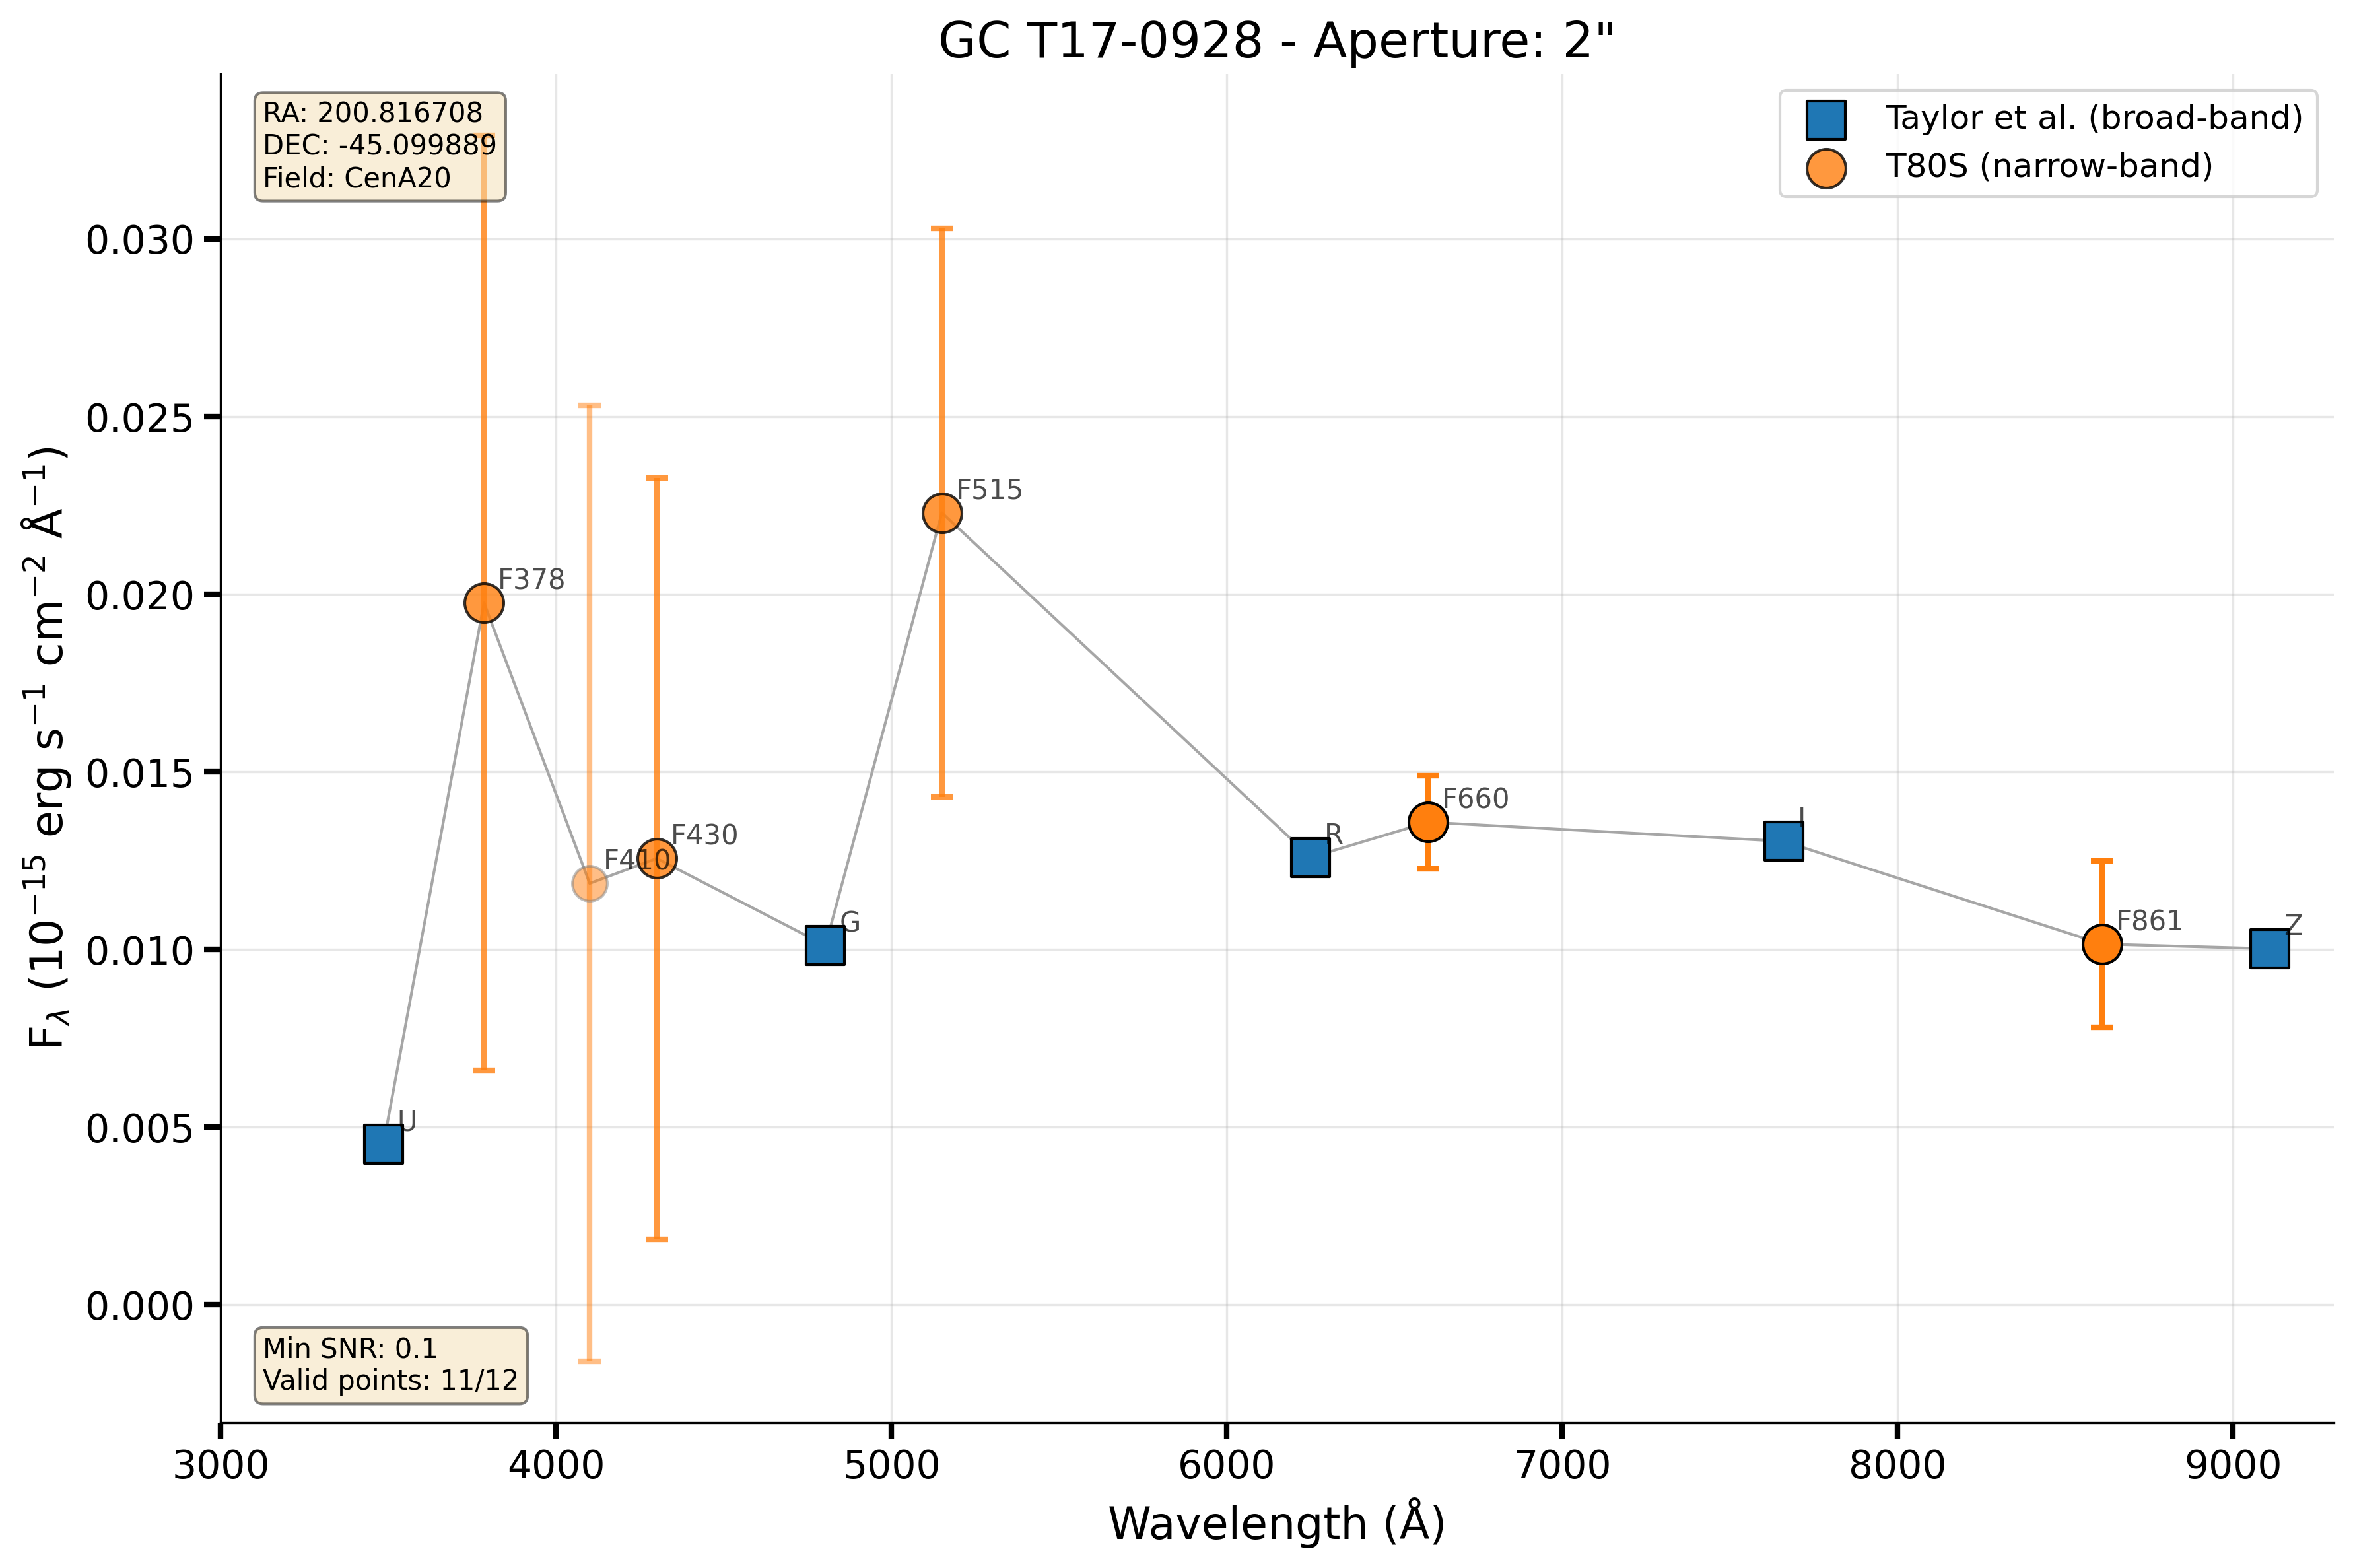 GC T17-0928 - Aperture: 2"
RA: 200.816708
DEC: -45.099889
Field: CenA20
Taylor et al. (broad-band)
T80S (narrow-band)
0.030
0.025
0.020
0.015
0.010
0.005
0.000
F_λ (10⁻¹⁵ erg s⁻¹ cm⁻² Å⁻¹)
U
F378
F410
F430
G
F515
R
F660
I
F861
Z
Min SNR: 0.1
Valid points: 11/12
3000 4000 5000 6000 7000 8000 9000
Wavelength (Å)